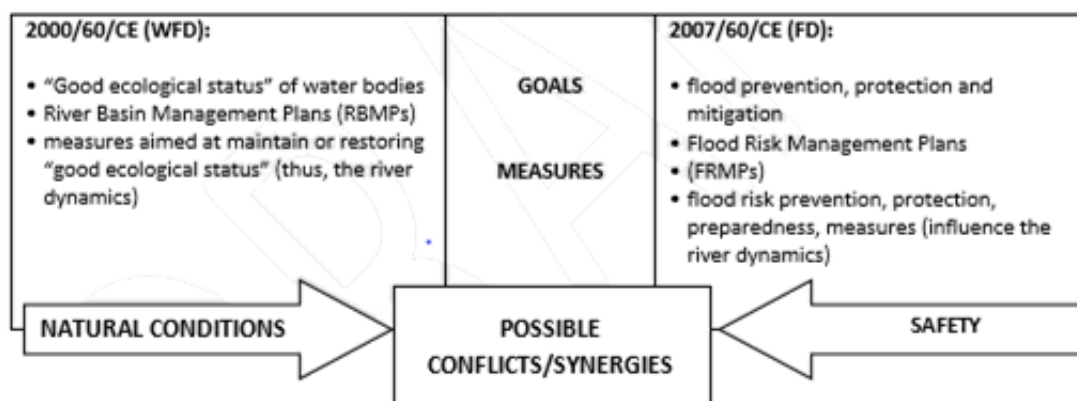 2000/60/CE (WFD):
• “Good ecological status” of water bodies
• River Basin Management Plans (RBMPs)
• measures aimed at maintain or restoring
“good ecological status” (thus, the river
dynamics)
GOALS
MEASURES
2007/60/CE (FD):
• flood prevention, protection and
mitigation
• Flood Risk Management Plans
• (FRMPs)
• flood risk prevention, protection,
preparedness, measures (influence the
river dynamics)
NATURAL CONDITIONS
POSSIBLE
CONFLICTS/SYNERGIES
SAFETY